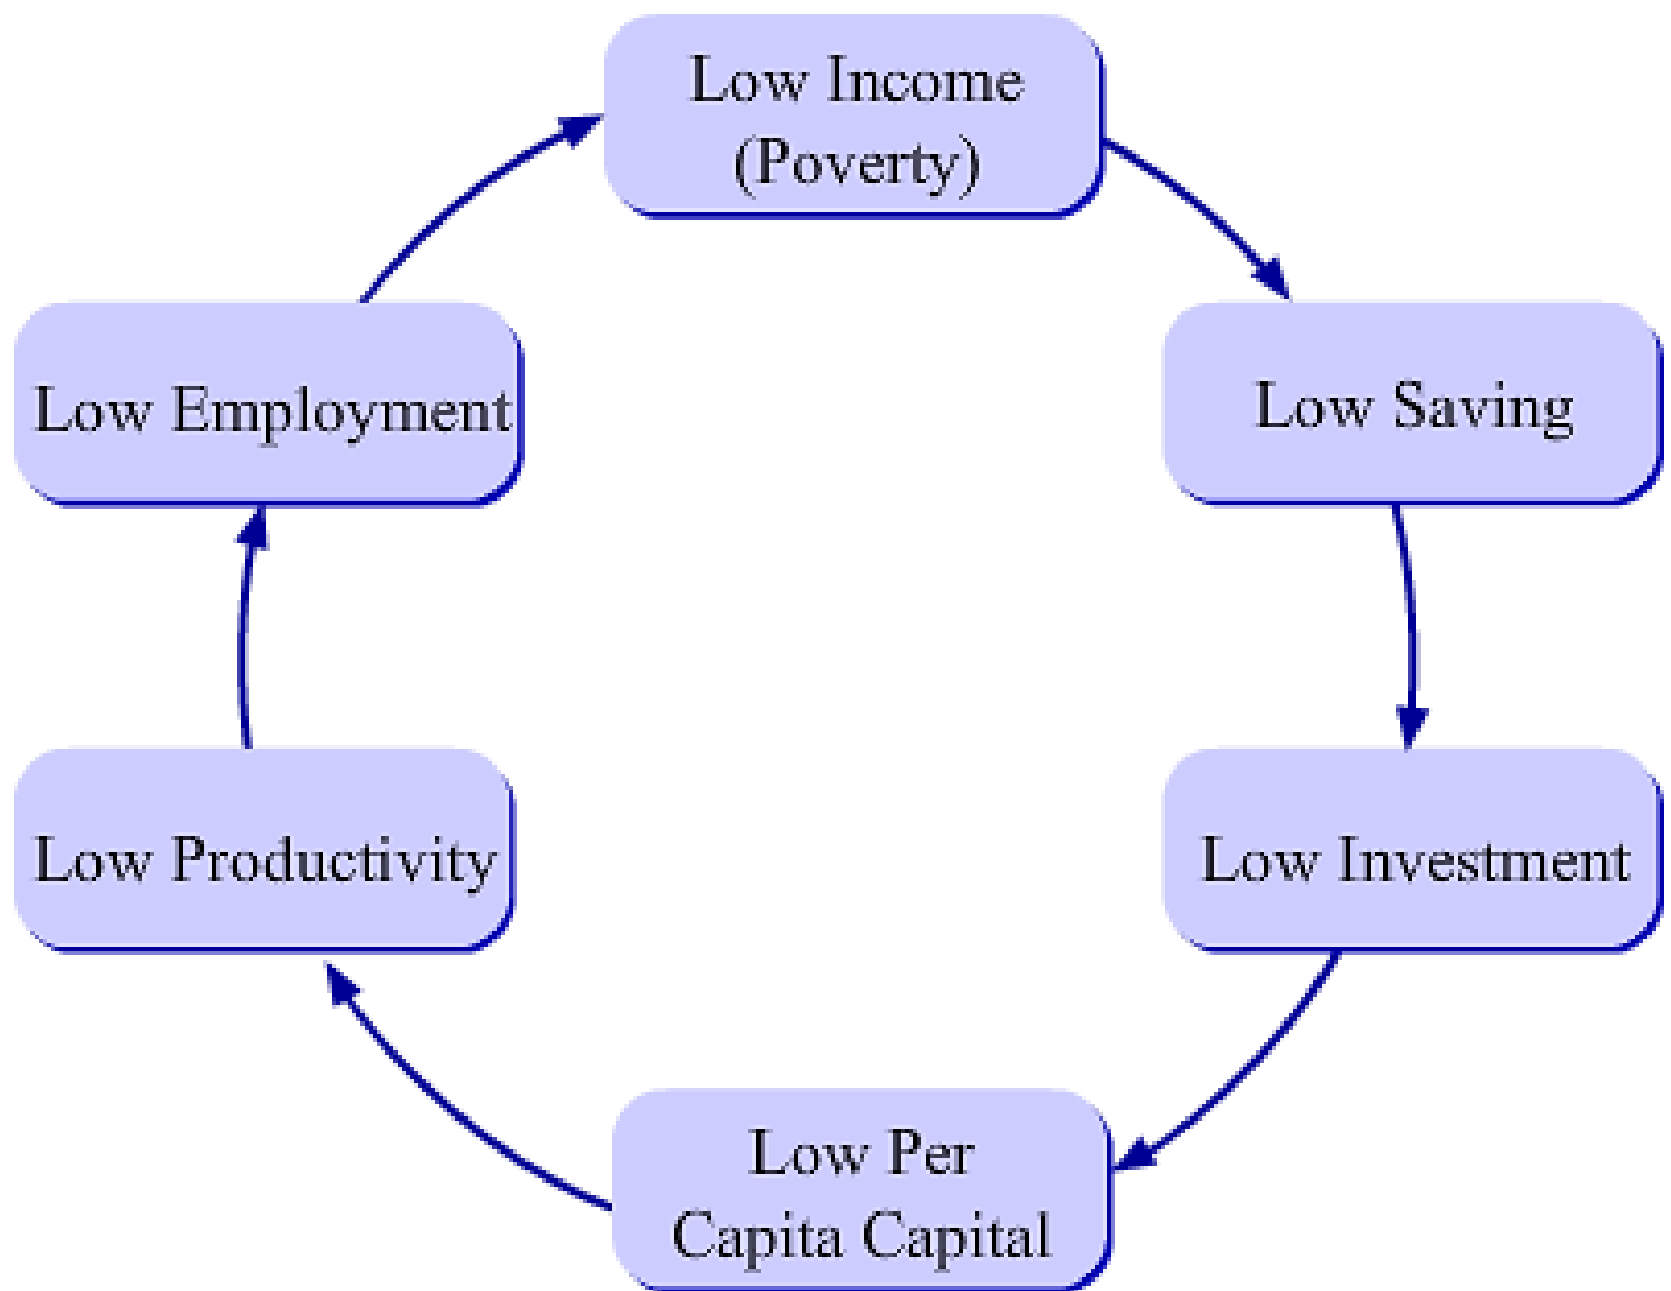 Low Income
(Poverty)
Low Saving
Low Investment
Low Per
Capita Capital
Low Productivity
Low Employment